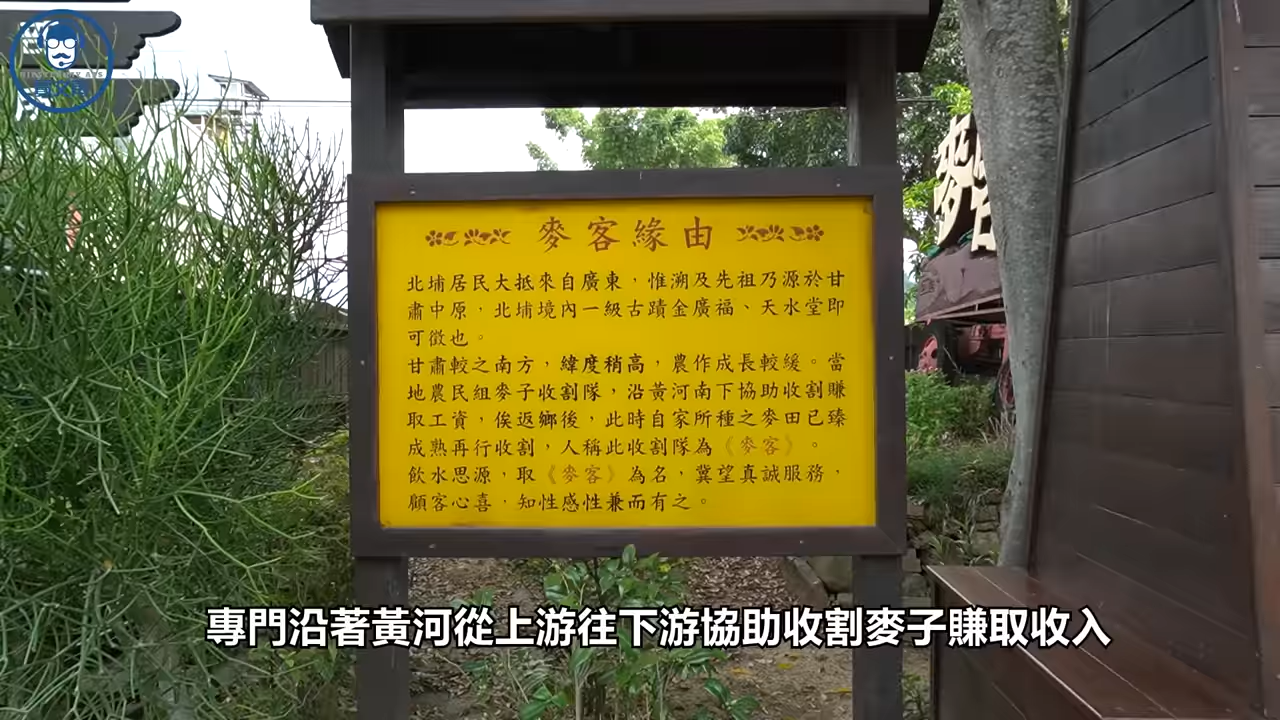 麥客緣由
北埔居民大抵來自廣東，惟溯及先祖乃源於甘
肅中原，北埔境內一級古蹟金廣福、天水堂即
可徵也。
甘肅較之南方，緯度稍高，農作成長較緩。當
地農民組麥子收割隊，沿黃河南下協助收割賺
取工資，俟返鄉後，此時自家所種之麥田已臻
成熟再行收割，人稱此收割隊為《麥客》。
飲水思源，取《麥客》為名，冀望真誠服務，
顧客心喜，知性感性兼而有之。
麥客
專門沿著黃河從上游往下游協助收割麥子賺取收入